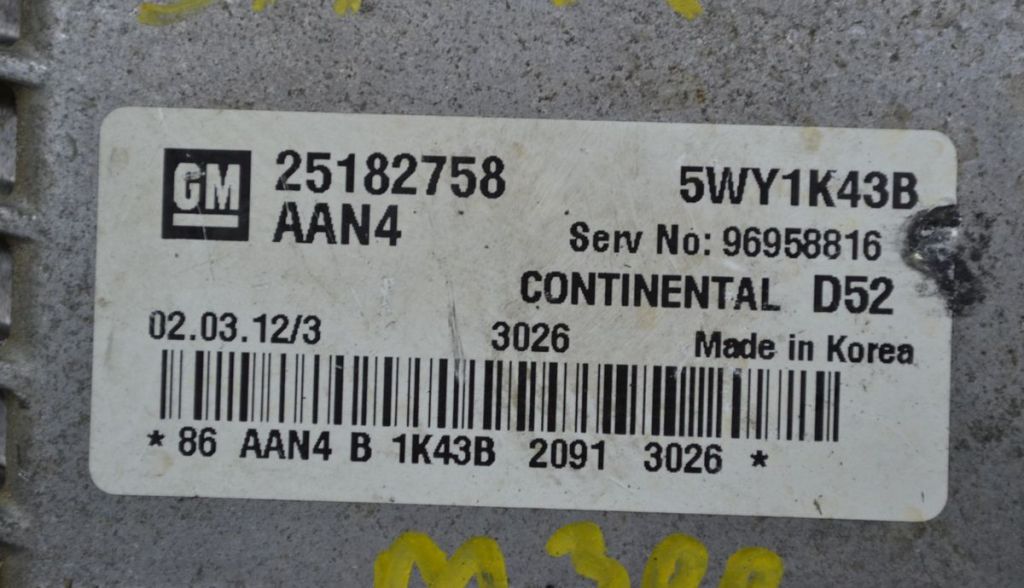 GM 25182758 5WY1K43B
AAN4 Serv No: 96958816
CONTINENTAL D52
02.03.12/3 3026 Made in Korea
* 86 AAN4 B 1K43B 2091 3026 *
M300